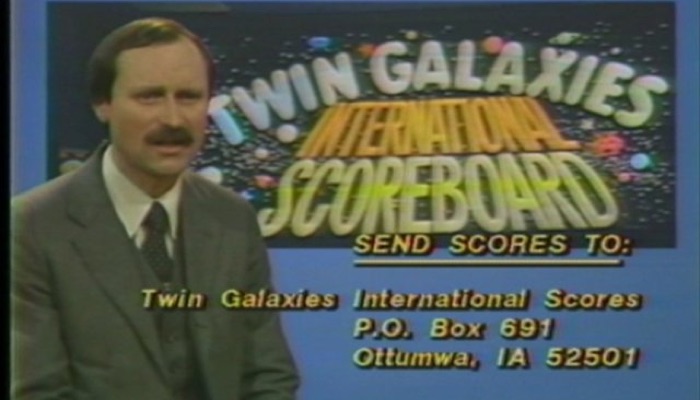 TWIN GALAXIES
INTERNATIONAL
SCOREBOARD
SEND SCORES TO:
Twin Galaxies International Scores
P.O. Box 691
Ottumwa, IA 52501